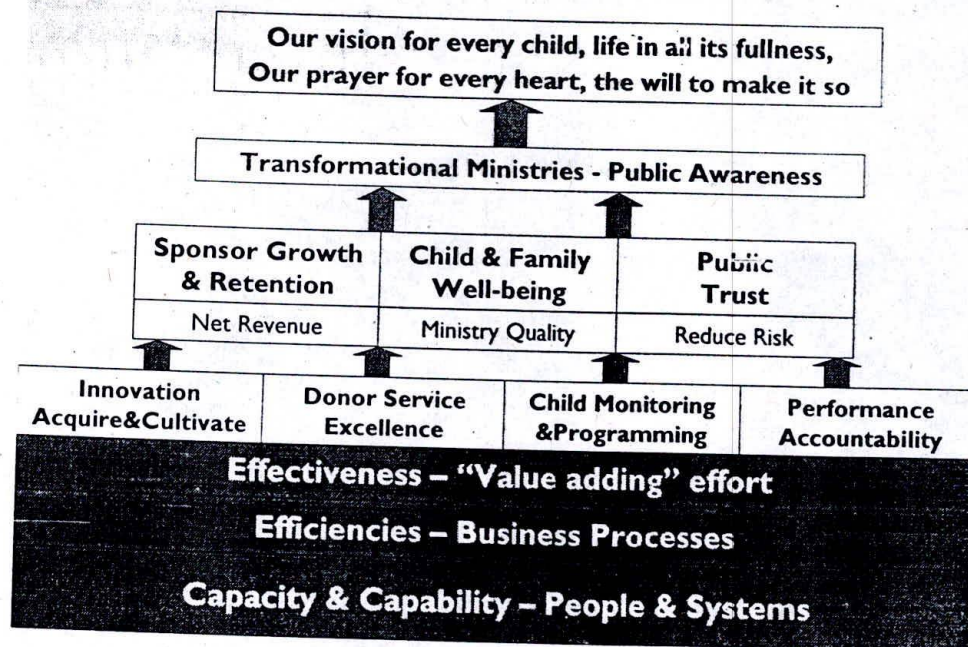 Our vision for every child, life in all its fullness,
Our prayer for every heart, the will to make it so
Transformational Ministries - Public Awareness
Sponsor Growth
& Retention
Net Revenue
Child & Family
Well-being
Ministry Quality
Public
Trust
Reduce Risk
Innovation
Acquire&Cultivate
Donor Service
Excellence
Child Monitoring
&Programming
Performance
Accountability
Effectiveness – “Value adding” effort
Efficiencies – Business Processes
Capacity & Capability – People & Systems